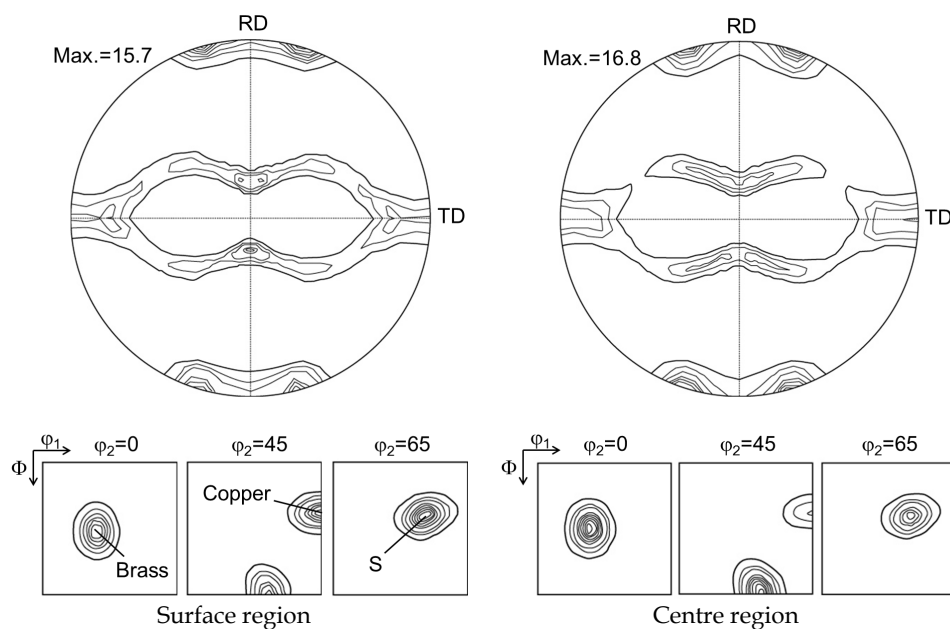 RD
Max.=15.7
TD
RD
Max.=16.8
TD
φ1
φ2=0
φ2=45
φ2=65
Φ
Copper
Brass
S
Surface region
φ1
φ2=0
φ2=45
φ2=65
Φ
Centre region